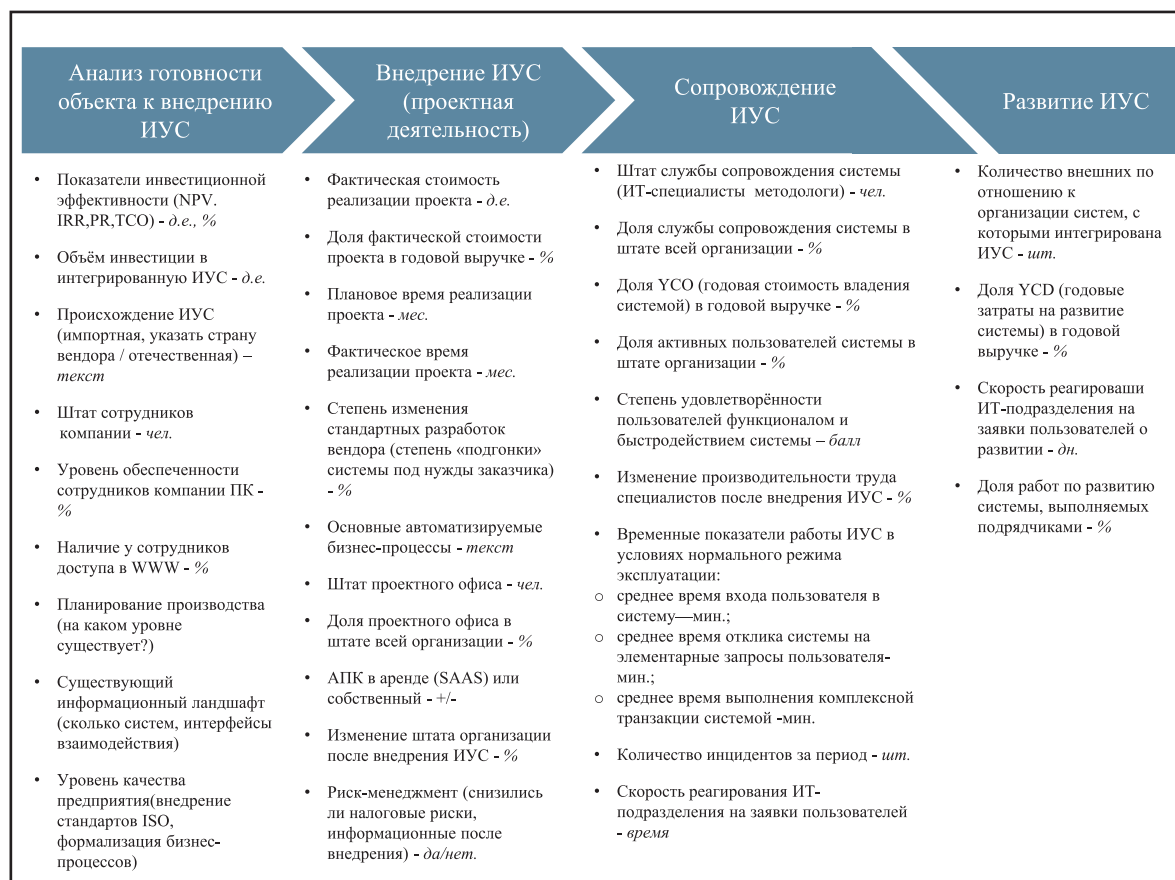 Анализ готовности
объекта к внедрению
ИУС
Внедрение ИУС
(проектная
деятельность)
Сопровождение
ИУС
Развитие ИУС
• Показатели инвестиционной
эффективности (NPV.
IRR,PR,TCO) - д.е., %
• Объём инвестиции в
интегрированную ИУС - д.е.
• Происхождение ИУС
(импортная, указать страну
вендора / отечественная) –
текст
• Штат сотрудников
компании - чел.
• Уровень обеспеченности
сотрудников компании ПК -
%
• Наличие у сотрудников
доступа в WWW - %
• Планирование производства
(на каком уровне
существует?)
• Существующий
информационный ландшафт
(сколько систем, интерфейсы
взаимодействия)
• Уровень качества
предприятия(внедрение
стандартов ISO,
формализация бизнес-
процессов)
• Фактическая стоимость
реализации проекта - д.е.
• Доля фактической стоимости
проекта в годовой выручке - %
• Плановое время реализации
проекта - мес.
• Фактическое время
реализации проекта - мес.
• Степень изменения
стандартных разработок
вендора (степень «подгонки»
системы под нужды заказчика)
- %
• Основные автоматизируемые
бизнес-процессы - текст
• Штат проектного офиса - чел.
• Доля проектного офиса в
штате всей организации - %
• АПК в аренде (SAAS) или
собственный - +/-
• Изменение штата организации
после внедрения ИУС - %
• Риск-менеджмент (снизились
ли налоговые риски,
информационные после
внедрения) - да/нет.
• Штат службы сопровождения системы
(ИТ-специалисты методологи) - чел.
• Доля службы сопровождения системы в
штате всей организации - %
• Доля YCO (годовая стоимость владения
системой) в годовой выручке - %
• Доля активных пользователей системы в
штате организации - %
• Степень удовлетворённости
пользователей функционалом и
быстродействием системы – балл
• Изменение производительности труда
специалистов после внедрения ИУС - %
• Временные показатели работы ИУС в
условиях нормального режима
эксплуатации:
o среднее время входа пользователя в
систему—мин.;
o среднее время отклика системы на
элементарные запросы пользователя-
мин.;
o среднее время выполнения комплексной
транзакции системой -мин.
• Количество инцидентов за период - шт.
• Скорость реагирования ИТ-
подразделения на заявки пользователей
- время
• Количество внешних по
отношению к
организации систем, с
которыми интегрирована
ИУС - шт.
• Доля YCD (годовые
затраты на развитие
системы) в годовой
выручке - %
• Скорость реагироваши
ИТ-подразделения на
заявки пользователей о
развитии - дн.
• Доля работ по развитию
системы, выполняемых
подрядчиками - %